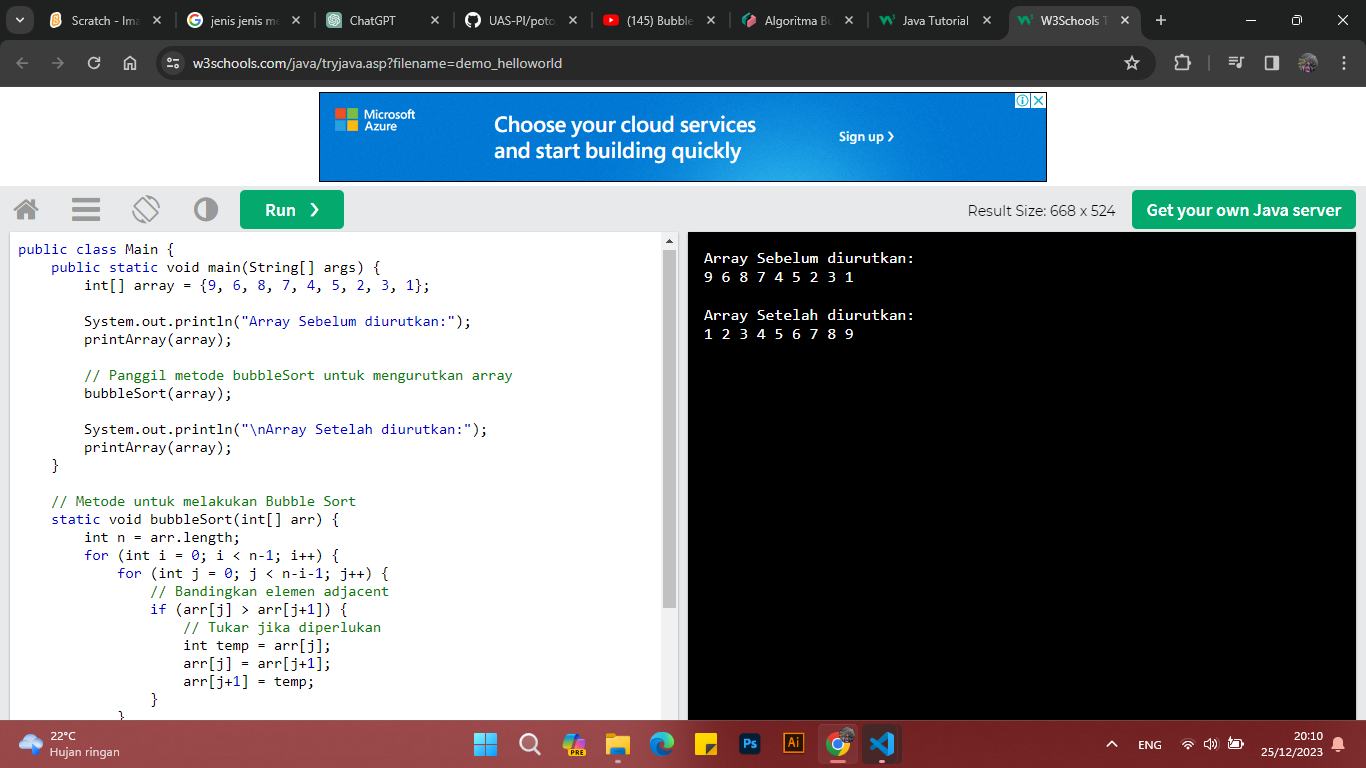 Scratch - Ima
jenis jenis me
ChatGPT
UAS-PI/poto
(145) Bubble
Algoritma Bu
Java Tutorial
W3Schools T
w3schools.com/java/tryjava.asp?filename=demo_helloworld
Microsoft
Azure
Choose your cloud services
and start building quickly
Sign up
Run ❯
Result Size: 668 x 524
Get your own Java server
public class Main {
    public static void main(String[] args) {
        int[] array = {9, 6, 8, 7, 4, 5, 2, 3, 1};
        System.out.println("Array Sebelum diurutkan:");
        printArray(array);
        // Panggil metode bubbleSort untuk mengurutkan array
        bubbleSort(array);
        System.out.println("\nArray Setelah diurutkan:");
        printArray(array);
    }
    // Metode untuk melakukan Bubble Sort
    static void bubbleSort(int[] arr) {
        int n = arr.length;
        for (int i = 0; i < n-1; i++) {
            for (int j = 0; j < n-i-1; j++) {
                // Bandingkan elemen adjacent
                if (arr[j] > arr[j+1]) {
                    // Tukar jika diperlukan
                    int temp = arr[j];
                    arr[j] = arr[j+1];
                    arr[j+1] = temp;
                }
            }
Array Sebelum diurutkan:
9 6 8 7 4 5 2 3 1
Array Setelah diurutkan:
1 2 3 4 5 6 7 8 9
22°C
Hujan ringan
PRE
Ps
Ai
ENG
20:10
25/12/2023